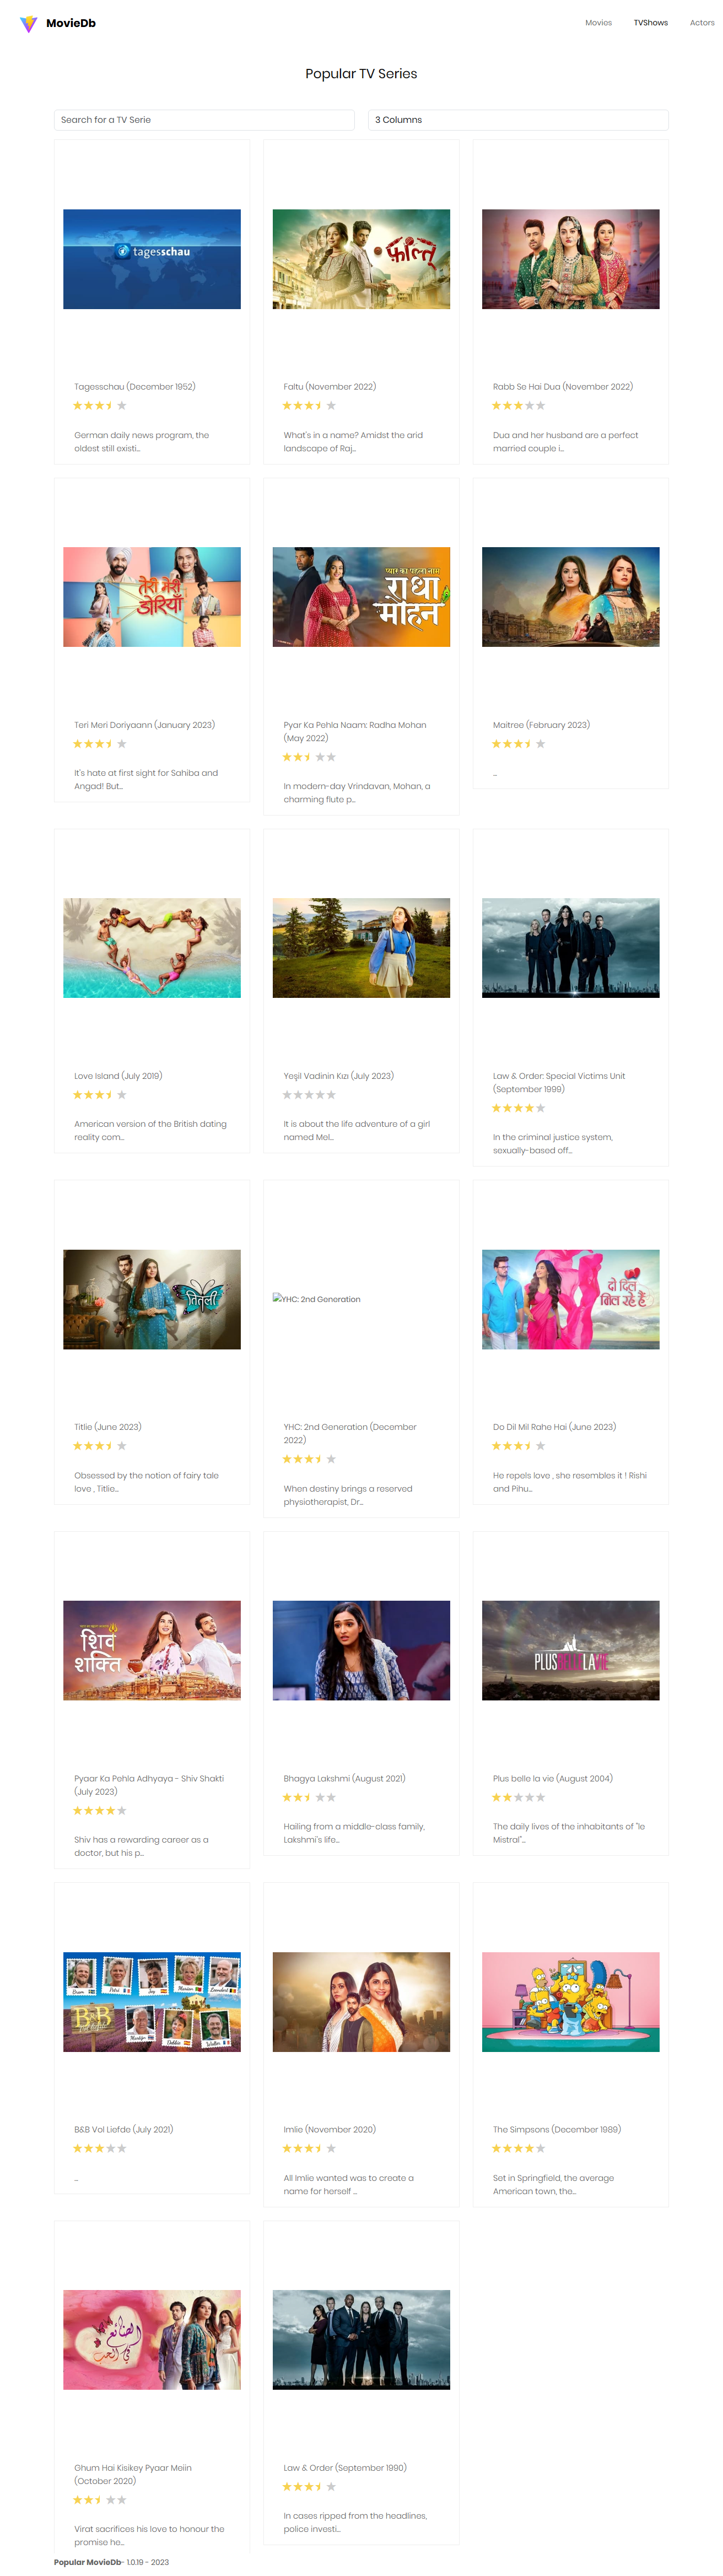 MovieDb
Movies
TVShows
Actors
Popular TV Series
Search for a TV Serie
3 Columns
tagesschau
फालतू
Tagesschau (December 1952)
German daily news program, the
oldest still existi...
Faltu (November 2022)
What's in a name? Amidst the arid
landscape of Raj...
Rabb Se Hai Dua (November 2022)
Dua and her husband are a perfect
married couple i...
तेरी मेरी
डोरियां
प्यार का पहला नाम
राधा
मोहन
Teri Meri Doriyaann (January 2023)
It's hate at first sight for Sahiba and
Angad! But...
Pyar Ka Pehla Naam: Radha Mohan
(May 2022)
In modern-day Vrindavan, Mohan, a
charming flute p...
Maitree (February 2023)
...
Love Island (July 2019)
American version of the British dating
reality com...
Yeşil Vadinin Kızı (July 2023)
It is about the life adventure of a girl
named Mel...
Law & Order: Special Victims Unit
(September 1999)
In the criminal justice system,
sexually-based off...
तितली
YHC: 2nd Generation
दो दिल
मिल रहे हैं
Titlie (June 2023)
Obsessed by the notion of fairy tale
love , Titlie...
YHC: 2nd Generation (December
2022)
When destiny brings a reserved
physiotherapist, Dr...
Do Dil Mil Rahe Hai (June 2023)
He repels love , she resembles it ! Rishi
and Pihu...
शिव
शक्ति
PLUS BELLE LA VIE
Pyaar Ka Pehla Adhyaya - Shiv Shakti
(July 2023)
Shiv has a rewarding career as a
doctor, but his p...
Bhagya Lakshmi (August 2021)
Hailing from a middle-class family,
Lakshmi's life...
Plus belle la vie (August 2004)
The daily lives of the inhabitants of "le
Mistral"...
B&B
B&B Vol Liefde (July 2021)
...
Imlie (November 2020)
All Imlie wanted was to create a
name for herself ...
The Simpsons (December 1989)
Set in Springfield, the average
American town, the...
Ghum Hai Kisikey Pyaar Meiin
(October 2020)
Virat sacrifices his love to honour the
promise he...
Law & Order (September 1990)
In cases ripped from the headlines,
police investi...
Popular MovieDb- 1.0.19 - 2023